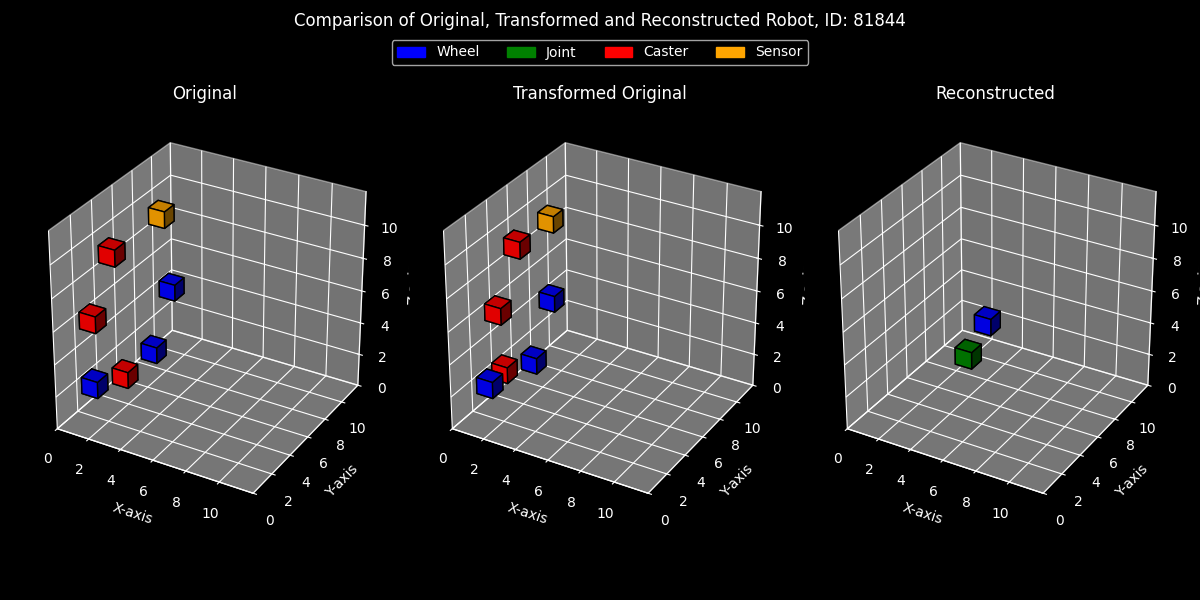 Comparison of Original, Transformed and Reconstructed Robot, ID: 81844
Wheel Joint Caster Sensor
Original Transformed Original Reconstructed
10 10 10
8 8 8
6 6 6
4 4 4
2 2 2
0 0 0
0 2 4 6 8 10 0 2 4 6 8 10 0 2 4 6 8 10
0 2 4 6 8 10 0 2 4 6 8 10 0 2 4 6 8 10
X-axis Y-axis X-axis Y-axis X-axis Y-axis